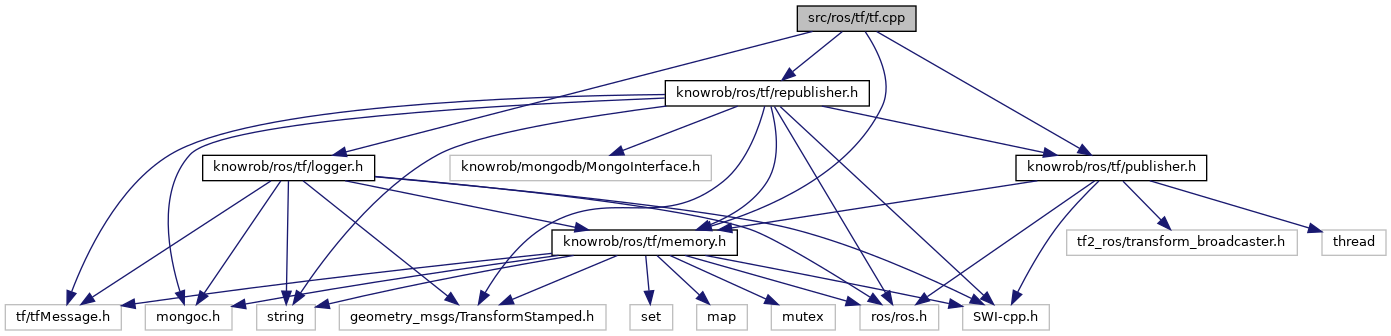 src/ros/tf/tf.cpp
knowrob/ros/tf/republisher.h
knowrob/ros/tf/logger.h
knowrob/mongodb/MongoInterface.h
knowrob/ros/tf/publisher.h
knowrob/ros/tf/memory.h
tf2_ros/transform_broadcaster.h
thread
tf/tfMessage.h
mongoc.h
string
geometry_msgs/TransformStamped.h
set
map
mutex
ros/ros.h
SWI-cpp.h